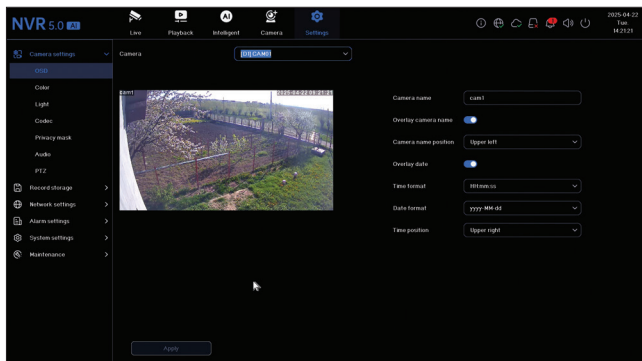 NVR 5.0 AI
Live
Playback
AI
Intelligent
Camera
Settings
2025-04-22
Tue
14:21:21
Camera settings
OSD
Color
Light
Codec
Privacy mask
Audio
PTZ
Record storage
Network settings
Alarm settings
System settings
Maintenance
Camera
[D1] CAM01
cam1
Camera name
cam1
Overlay camera name
Camera name position
Upper left
Overlay date
Time format
HH:mm:ss
Date format
yyyy-MM-dd
Time position
Upper right
Apply